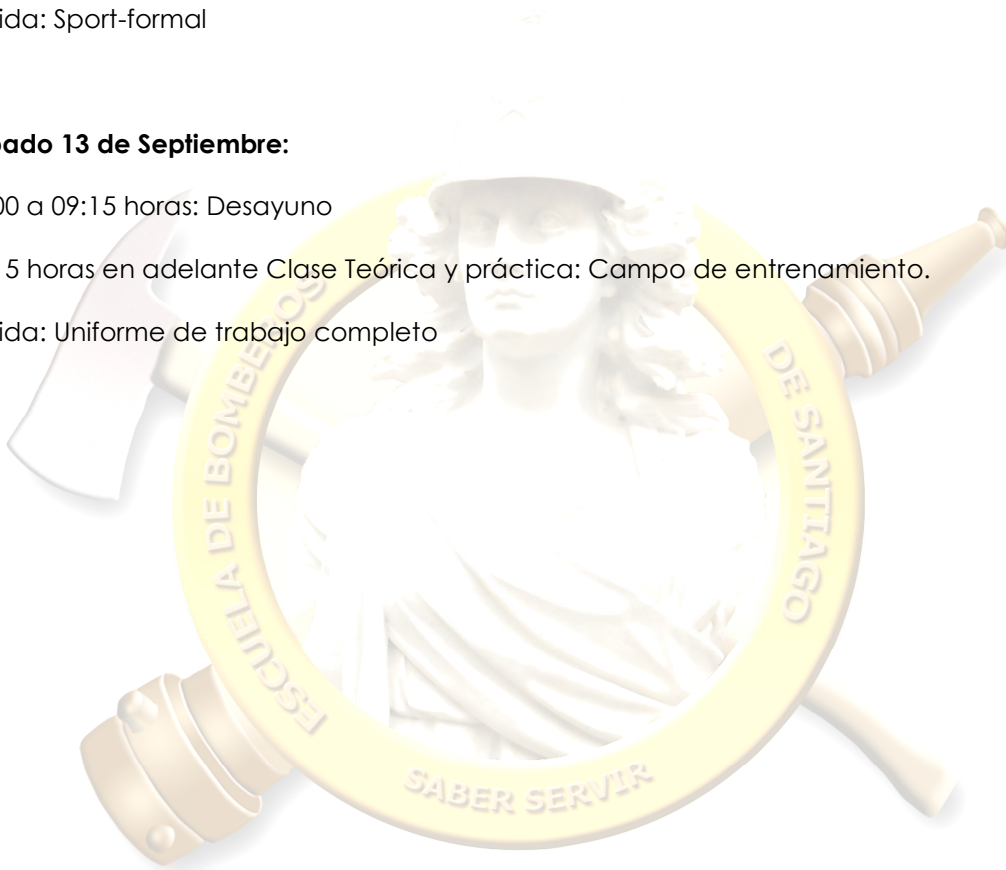 ida: Sport-formal
ado 13 de Septiembre:
00 a 09:15 horas: Desayuno
15 horas en adelante Clase Teórica y práctica: Campo de entrenamiento.
ida: Uniforme de trabajo completo
ESCUELA DE BOMBEROS
DE SANTIAGO
SABER SERVIR